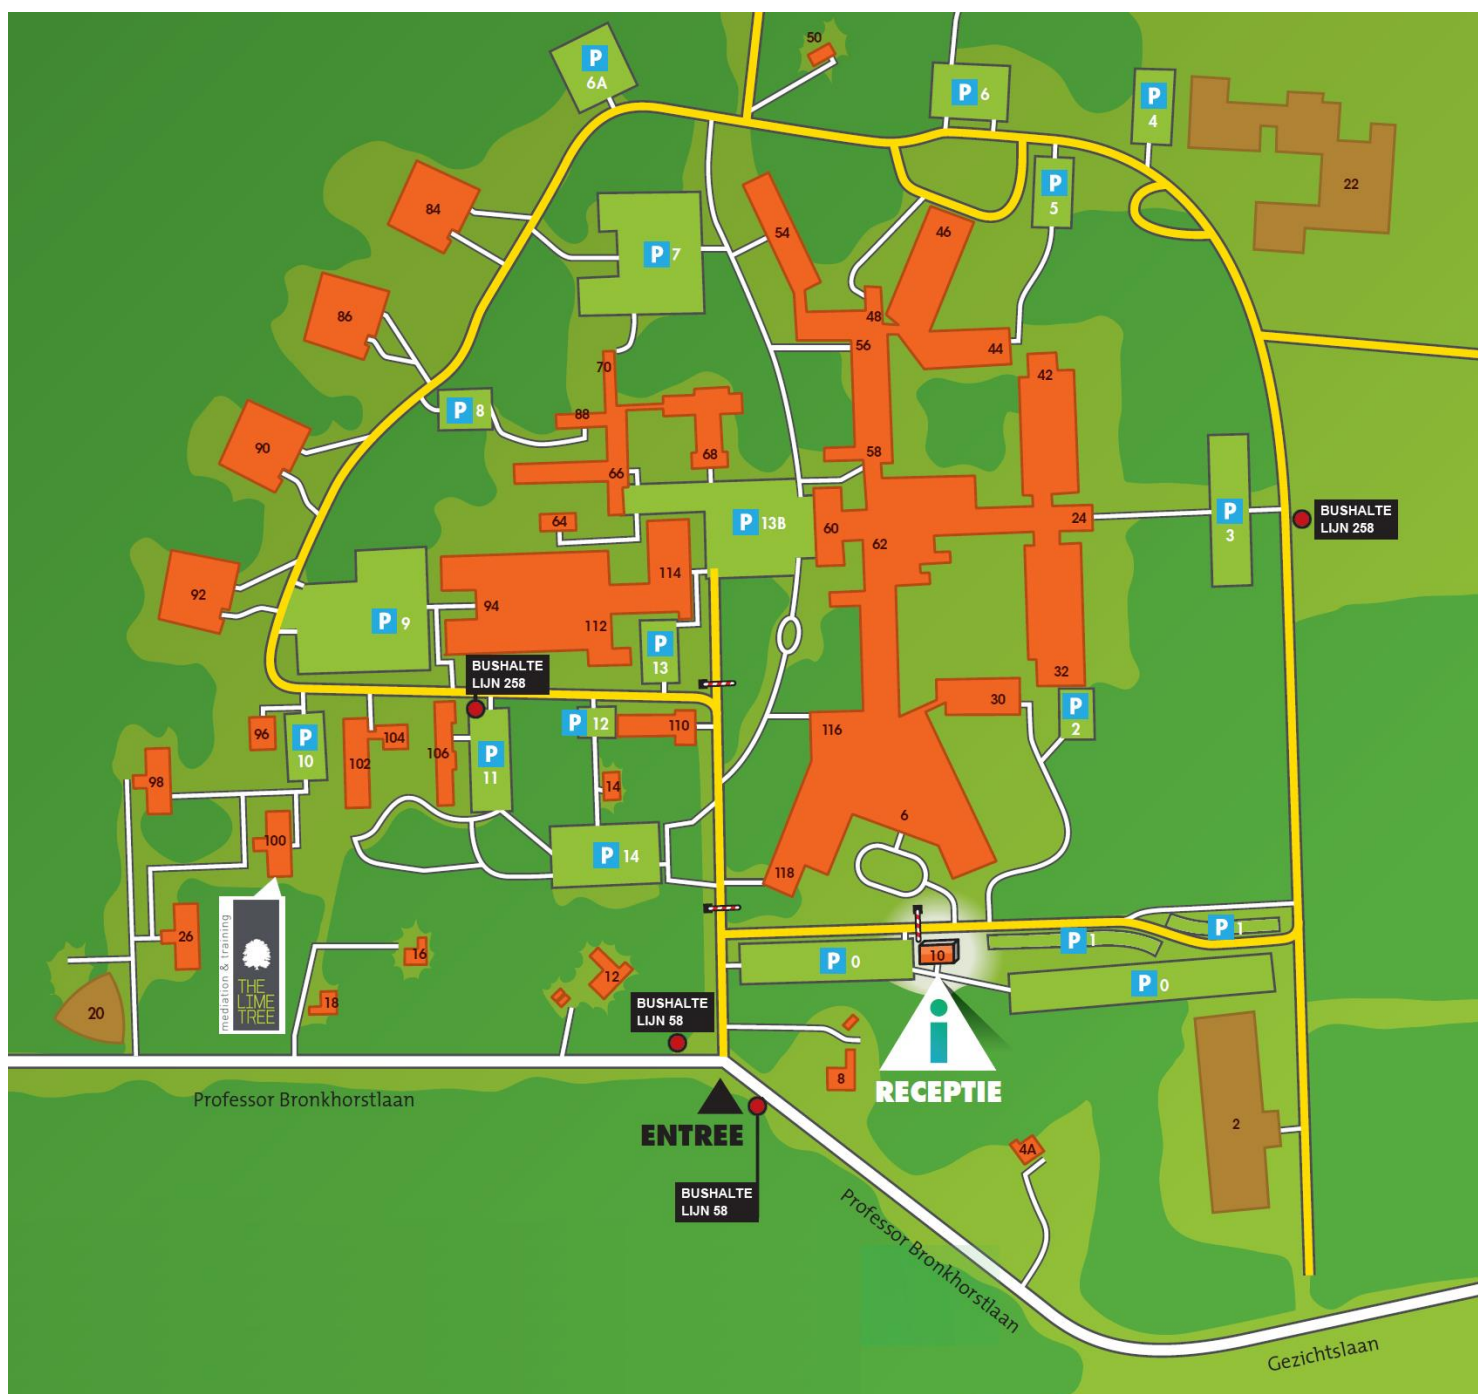 50
P
6A
P 6
P
4
22
84
P
5
46
54
P 7
86
48
56
44
70
42
P 8
88
90
68
58
66
64
P 13B
60
24
P
3
BUSHALTE
LIJN 258
62
114
92
94
P 9
112
P
13
BUSHALTE
LIJN 258
32
30
P
2
96
P
10
102
104
106
P
11
P 12
110
116
98
14
6
100
P 14
118
mediation & training
THE
LIME
TREE
26
16
12
18
20
P 1
P 1
P 0
10
P 0
BUSHALTE
LIJN 58
i
RECEPTIE
8
Professor Bronkhorstlaan
ENTREE
2
4A
BUSHALTE
LIJN 58
Professor Bronkhorstlaan
Gezichtslaan